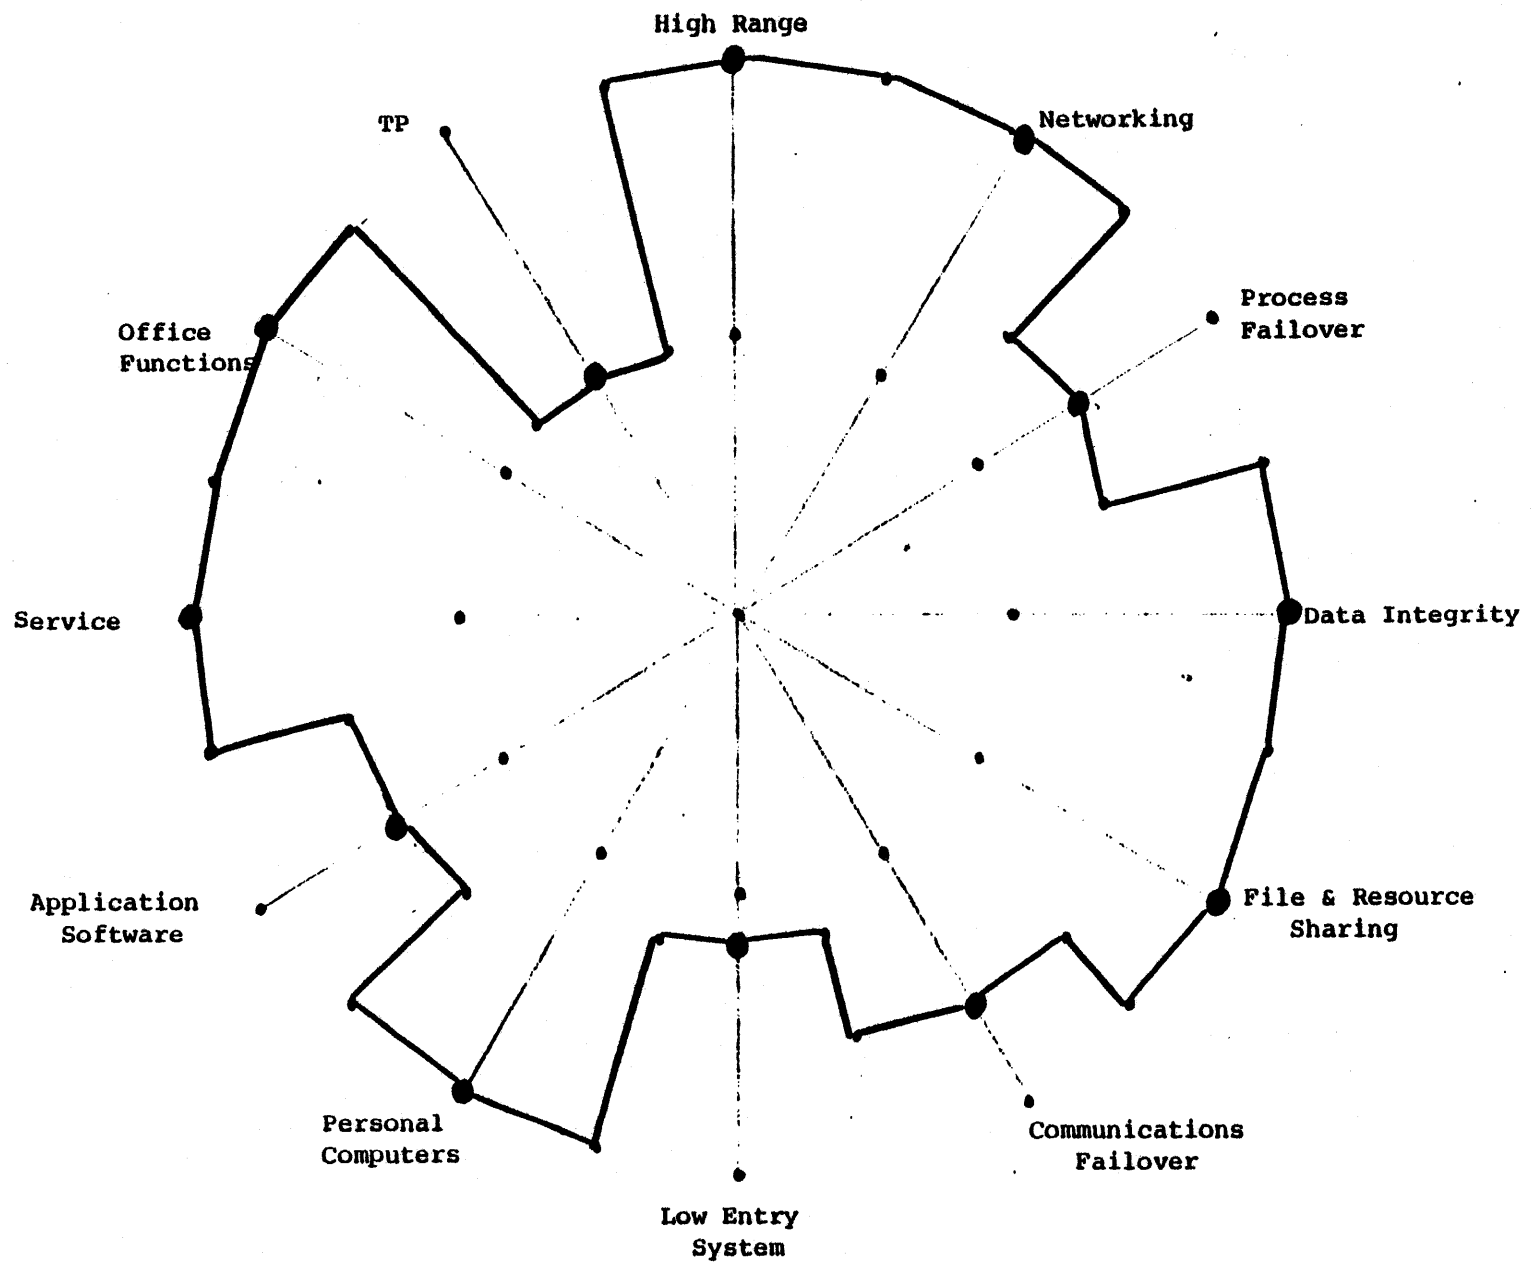 High Range
TP
Networking
Process
Failover
Office
Functions
Service
Data Integrity
Application
Software
File & Resource
Sharing
Personal
Computers
Communications
Failover
Low Entry
System